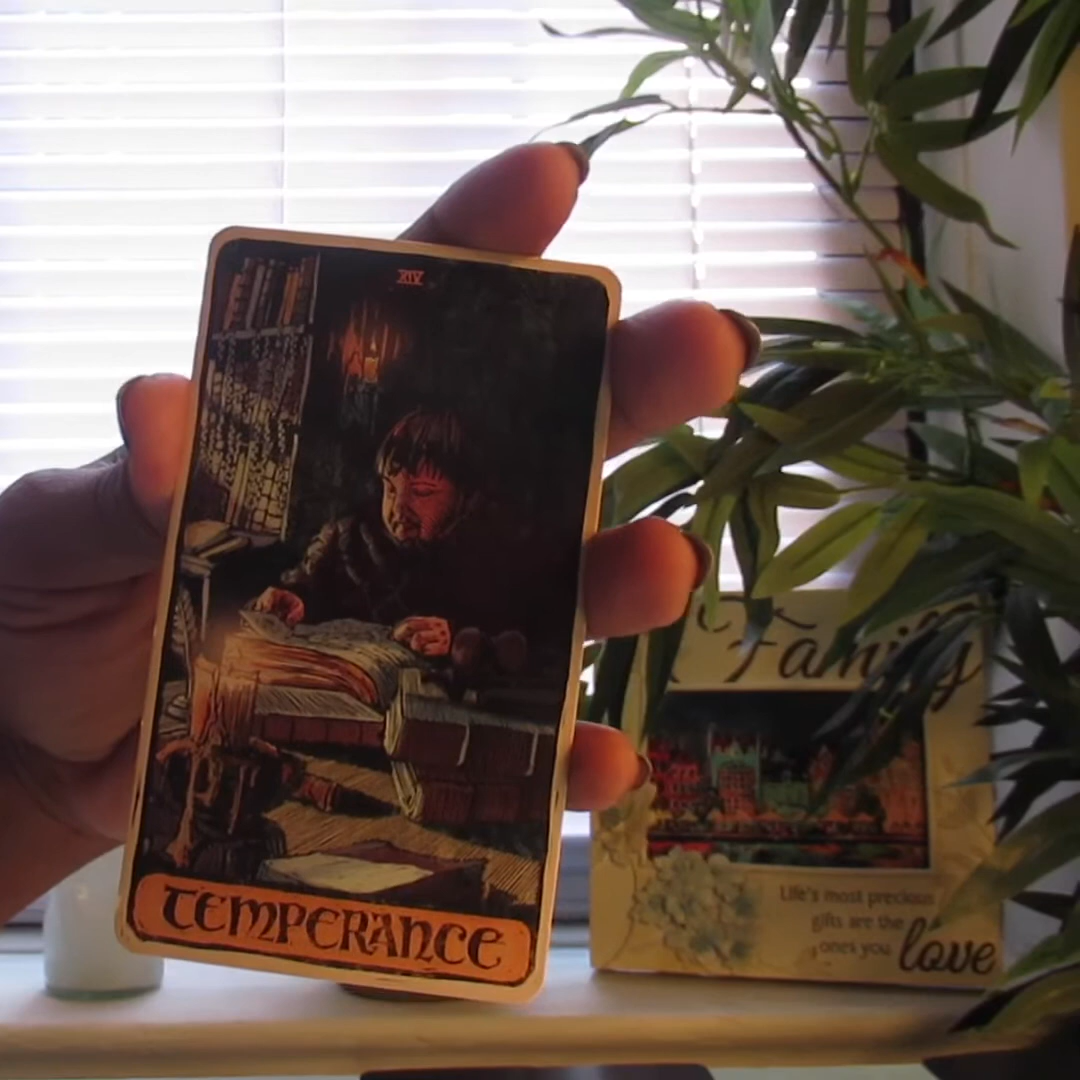 XIV
TEMPERANCE
Family
Life's most precious
gifts are the
ones you love